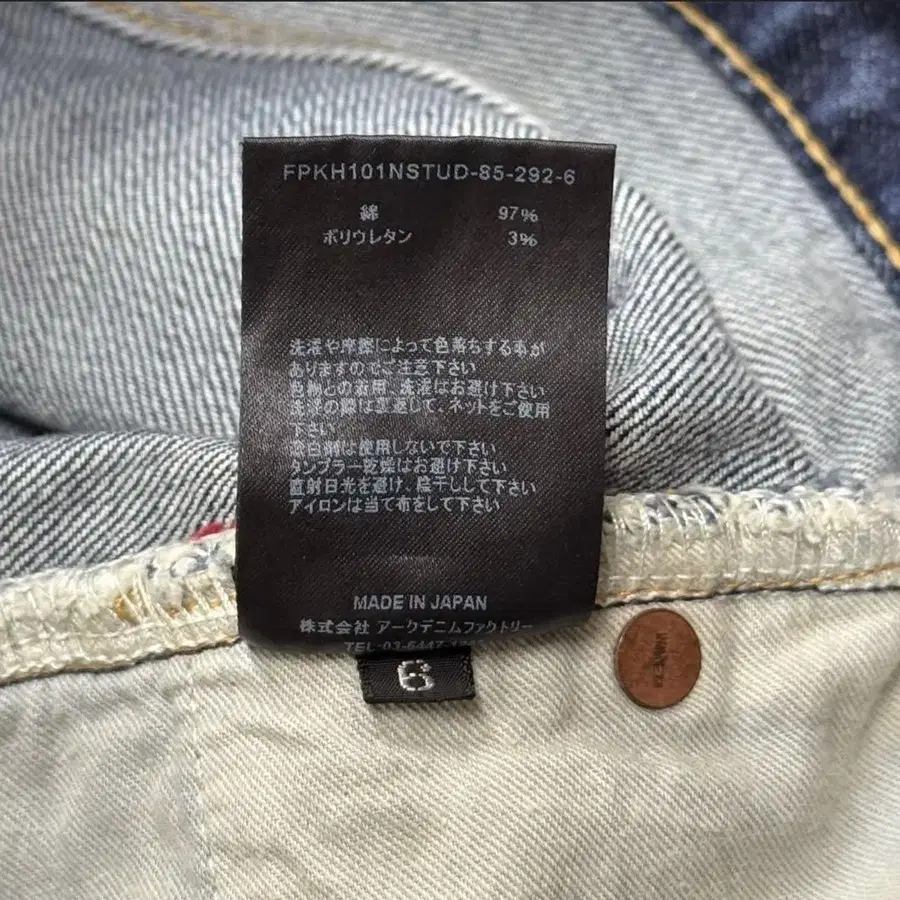 FPKH101NSTUD-85-292-6
綿 97%
ポリウレタン 3%
洗濯や摩擦によって色落ちする事が
ありますのでご注意下さい
色物との着用、洗濯はお避け下さい
洗濯の際は裏返して、ネットをご使用
下さい
漂白剤は使用しないで下さい
タンブラー乾燥はお避け下さい
直射日光を避け、陰干しして下さい
アイロンは当て布をして下さい
MADE IN JAPAN
株式会社 アークデニムファクトリー
TEL:03-6447-
6